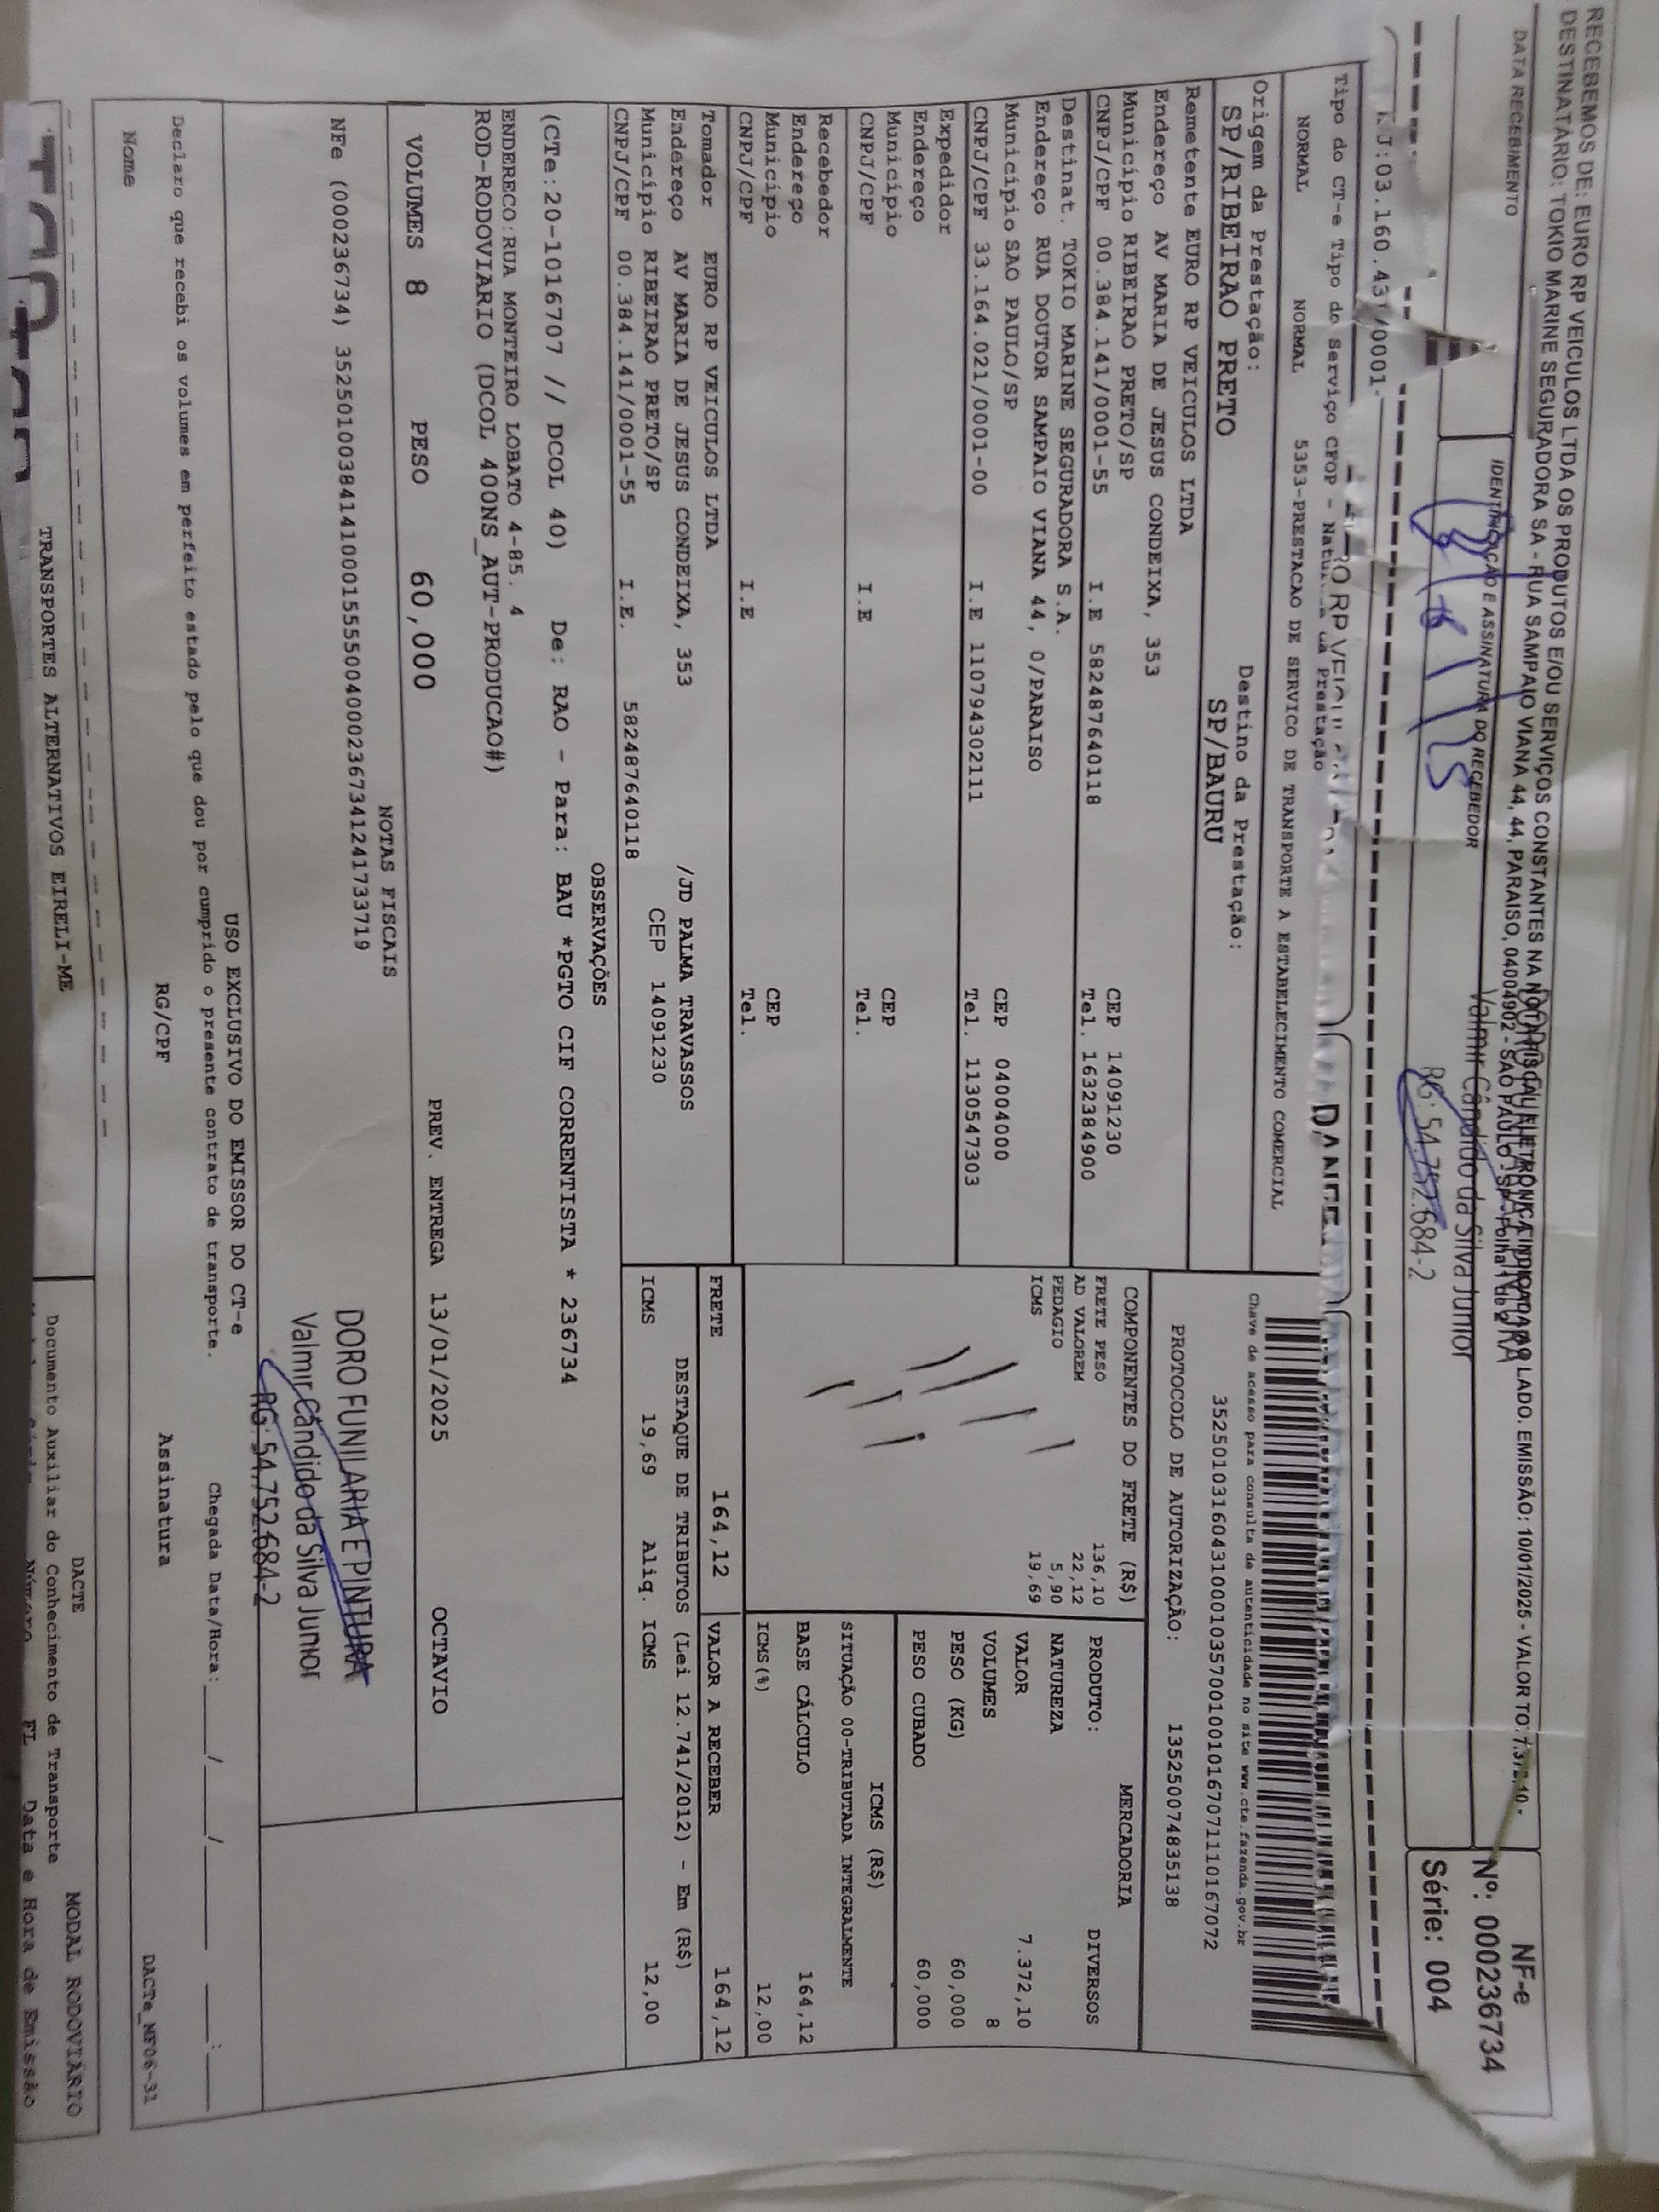 RECEBEMOS DE: EURO RP VEICULOS LTDA OS PRODUTOS E/OU SERVIÇOS CONSTANTES NA NOTA FISCAL ELETRÔNICA INDICADA AO LADO. EMISSÃO: 10/01/2025 - VALOR TO: 7.372,10 -
DESTINATÁRIO: TOKIO MARINE SEGURADORA SA - RUA SAMPAIO VIANA 44, 44, PARAISO, 04004902 - SAO PAULO - SP - Folha 1 de
DATA RECEBIMENTO
IDENTIFICAÇÃO E ASSINATURA DO RECEBEDOR
Valmir Cândido da Silva Junior
RG: 54.752.684-2
NF-e
Nº: 000236734
Série: 004
J:03.160.431/0001-
DANFE
Tipo do CT-e Tipo do Serviço CFOP - Natureza da Prestação
NORMAL NORMAL 5353-PRESTACAO DE SERVICO DE TRANSPORTE A ESTABELECIMENTO COMERCIAL
Origem da Prestação: Destino da Prestação:
SP/RIBEIRAO PRETO SP/BAURU
Chave de acesso para consulta de autenticidade no site www.cte.fazenda.gov.br
35250103160431000103570010010167071110167072
PROTOCOLO DE AUTORIZAÇÃO: 135250074835138
Remetente EURO RP VEICULOS LTDA
Endereço AV MARIA DE JESUS CONDEIXA, 353
Município RIBEIRAO PRETO/SP CEP 14091230
CNPJ/CPF 00.384.141/0001-55 I.E 582487640118 Tel. 1632384900
Destinat. TOKIO MARINE SEGURADORA S.A.
Endereço RUA DOUTOR SAMPAIO VIANA 44, 0/PARAISO
Município SAO PAULO/SP CEP 04004000
CNPJ/CPF 33.164.021/0001-00 I.E 110794302111 Tel. 1130547303
Expedidor
Endereço
Município CEP
CNPJ/CPF I.E Tel.
Recebedor
Endereço
Município CEP
CNPJ/CPF I.E Tel.
Tomador EURO RP VEICULOS LTDA
Endereço AV MARIA DE JESUS CONDEIXA, 353 /JD PALMA TRAVASSOS
Município RIBEIRAO PRETO/SP CEP 14091230
CNPJ/CPF 00.384.141/0001-55 I.E. 582487640118
COMPONENTES DO FRETE (R$)
FRETE PESO 136,10
AD VALOREM 22,12
PEDAGIO 5,90
ICMS 19,69
MERCADORIA
PRODUTO: DIVERSOS
NATUREZA
VALOR 7.372,10
VOLUMES 8
PESO (KG) 60,000
PESO CUBADO 60,000
ICMS (R$)
SITUAÇÃO 00-TRIBUTADA INTEGRALMENTE
BASE CÁLCULO 164,12
ICMS(%) 12,00
FRETE 164,12 VALOR A RECEBER 164,12
DESTAQUE DE TRIBUTOS (Lei 12.741/2012) - Em (R$)
ICMS 19,69 Aliq. ICMS 12,00
OBSERVAÇÕES
(CTe:20-1016707 // DCOL 40) De: RAO - Para: BAU *PGTO CIF CORRENTISTA * 236734
ENDERECO:RUA MONTEIRO LOBATO 4-85. 4
ROD-RODOVIARIO (DCOL 400NS_AUT-PRODUCAO#)
VOLUMES 8 PESO 60,000 PREV. ENTREGA 13/01/2025 OCTAVIO
NOTAS FISCAIS
NFe (000236734) 35250100384141000155550040002367341241733719
DORO FUNILARIA E PINTURA
Valmir Cândido da Silva Junior
RG: 54.752.684-2
USO EXCLUSIVO DO EMISSOR DO CT-e
Declaro que recebi os volumes em perfeito estado pelo que dou por cumprido o presente contrato de transporte. Chegada Data/Hora: ____/____/______ ___:___
Nome RG/CPF Assinatura
DACTe_MF06-31
TRANSPORTES ALTERNATIVOS EIRELI-ME
DACTE
Documento Auxiliar do Conhecimento de Transporte
MODAL RODOVIÁRIO
Número FL Data e Hora de Emissão